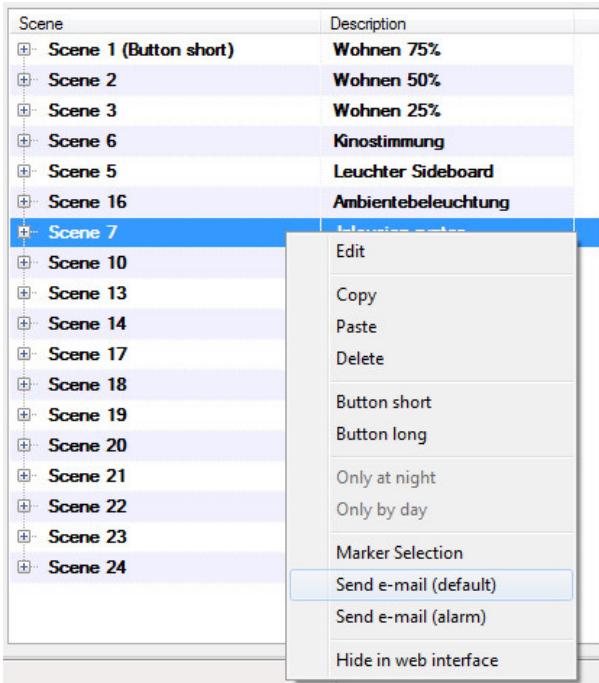 Scene Description
Scene 1 (Button short) Wohnen 75%
Scene 2 Wohnen 50%
Scene 3 Wohnen 25%
Scene 6 Kinostimmung
Scene 5 Leuchter Sideboard
Scene 16 Ambientebeleuchtung
Scene 7
Scene 10
Scene 13
Scene 14
Scene 17
Scene 18
Scene 19
Scene 20
Scene 21
Scene 22
Scene 23
Scene 24
Edit
Copy
Paste
Delete
Button short
Button long
Only at night
Only by day
Marker Selection
Send e-mail (default)
Send e-mail (alarm)
Hide in web interface